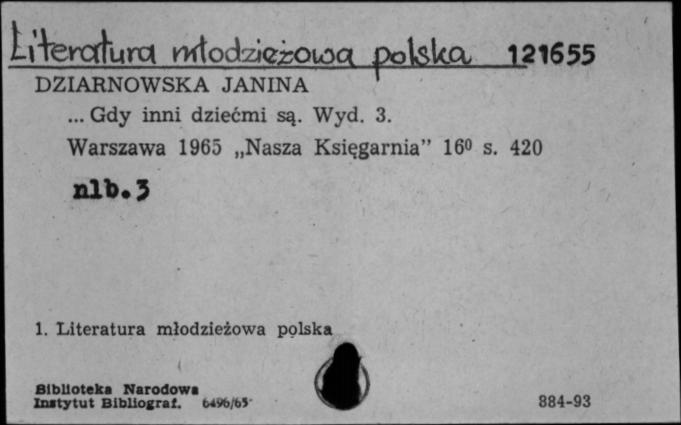 Literatura młodzieżowa polska 121655
DZIARNOWSKA JANINA
... Gdy inni dziećmi są. Wyd. 3.
Warszawa 1965 „Nasza Księgarnia” 16⁰ s. 420
nlb.3
1. Literatura młodzieżowa polska
Biblioteka Narodowa
Instytut Bibliograf. 6496/65 884-93